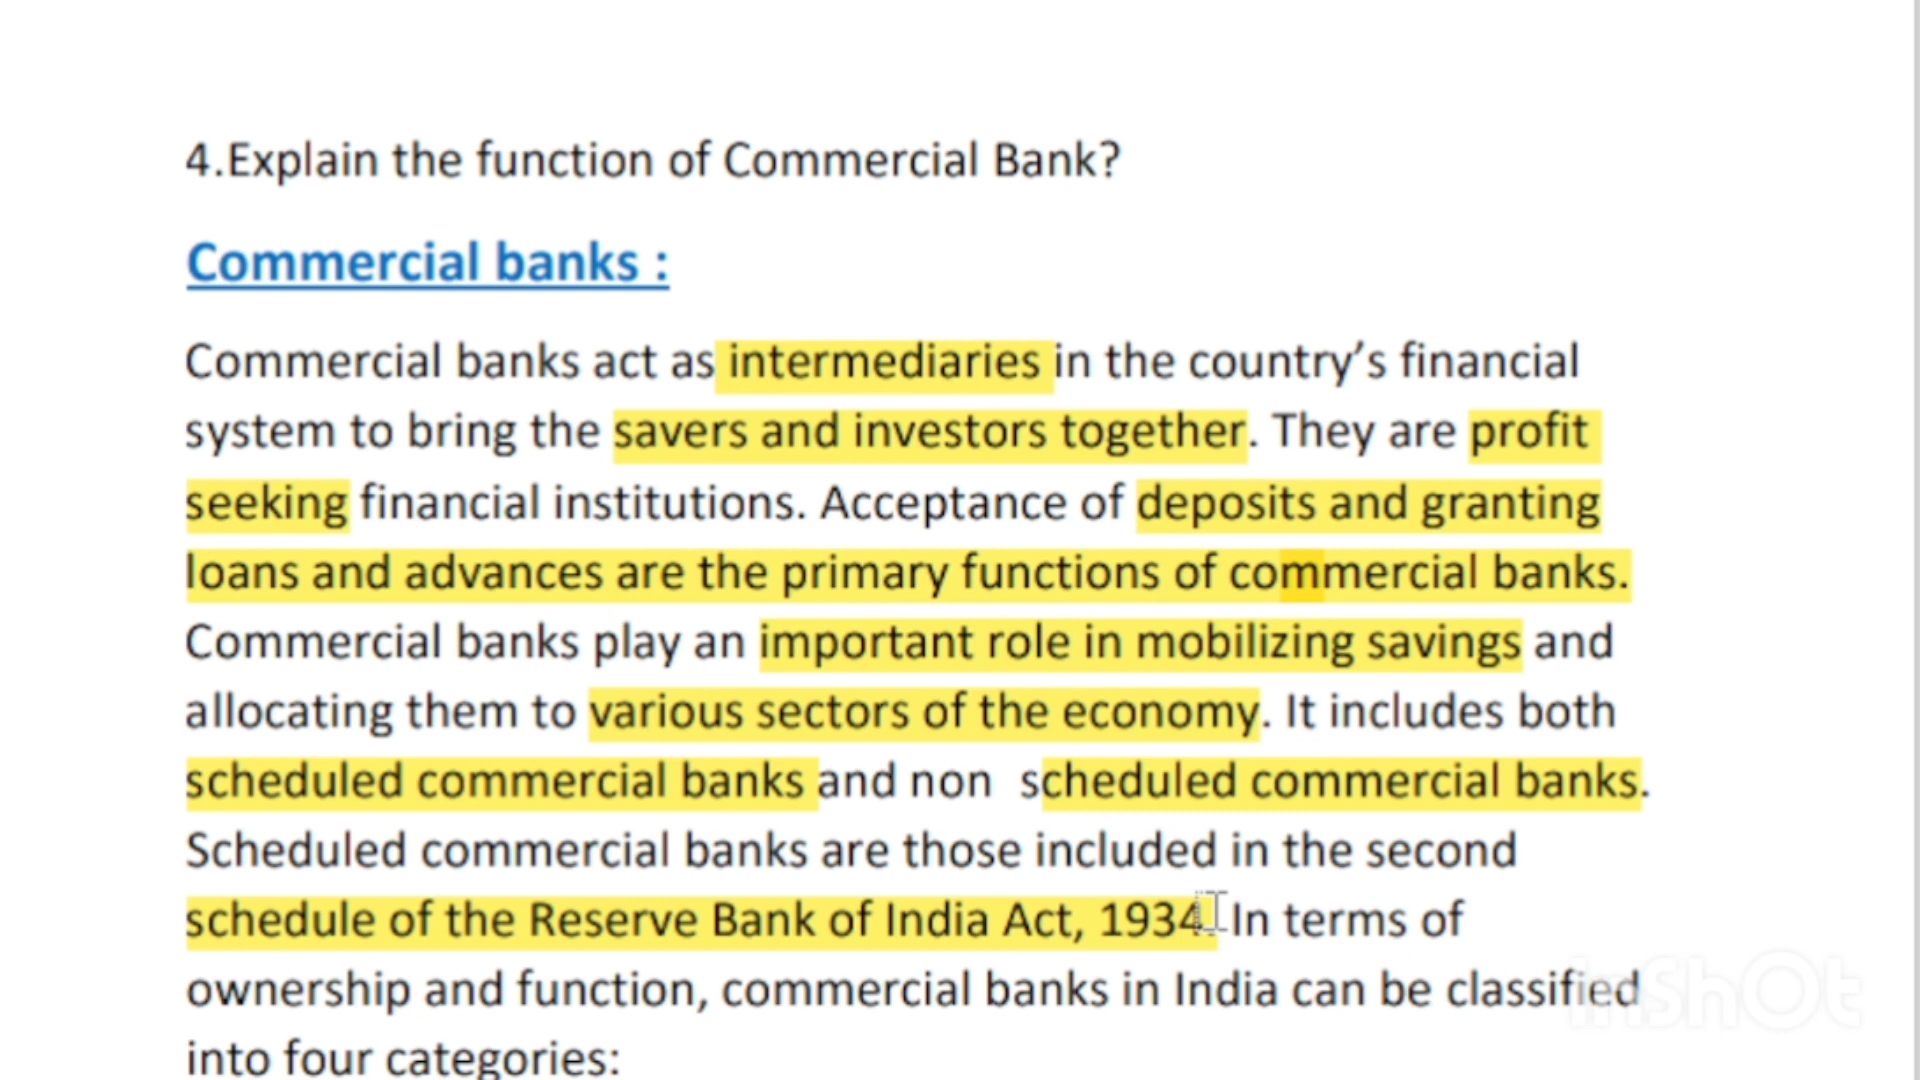 4.Explain the function of Commercial Bank?
Commercial banks :
Commercial banks act as intermediaries in the country’s financial
system to bring the savers and investors together. They are profit
seeking financial institutions. Acceptance of deposits and granting
loans and advances are the primary functions of commercial banks.
Commercial banks play an important role in mobilizing savings and
allocating them to various sectors of the economy. It includes both
scheduled commercial banks and non scheduled commercial banks.
Scheduled commercial banks are those included in the second
schedule of the Reserve Bank of India Act, 1934. In terms of
ownership and function, commercial banks in India can be classified
into four categories:
InShOt